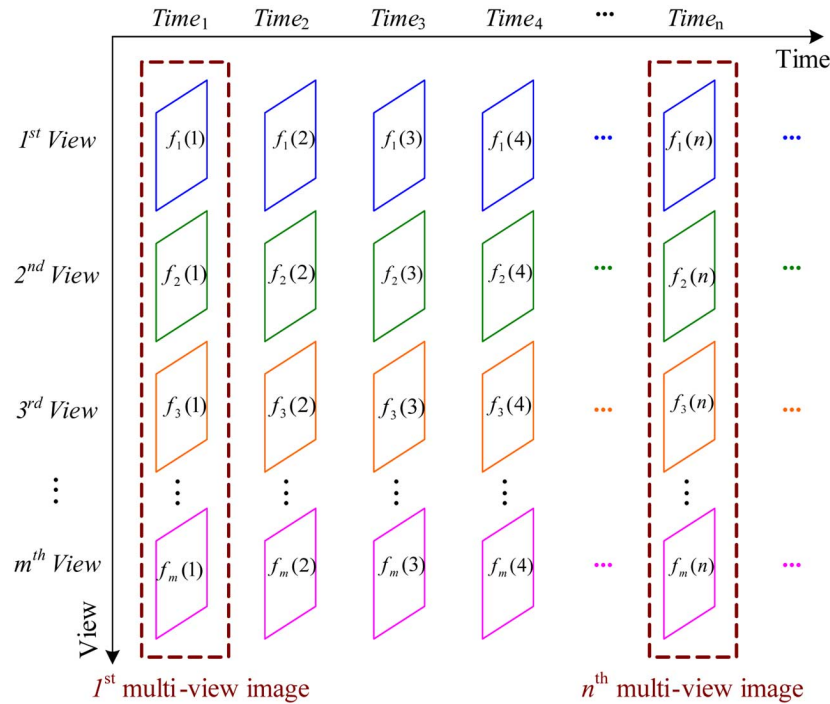 Time₁ Time₂ Time₃ Time₄ ... Timeₙ
Time
1ˢᵗ View f₁(1) f₁(2) f₁(3) f₁(4) ... f₁(n) ...
2ⁿᵈ View f₂(1) f₂(2) f₂(3) f₂(4) ... f₂(n) ...
3ʳᵈ View f₃(1) f₃(2) f₃(3) f₃(4) ... f₃(n) ...
⋮ ⋮ ⋮ ⋮ ⋮ ⋮
mᵗʰ View fₘ(1) fₘ(2) fₘ(3) fₘ(4) ... fₘ(n) ...
View
1ˢᵗ multi-view image nᵗʰ multi-view image